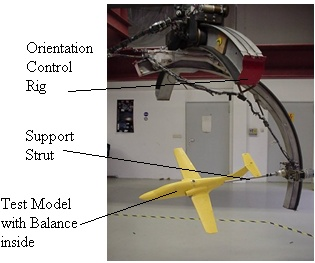 Orientation
Control
Rig
Support
Strut
Test Model
with Balance
inside